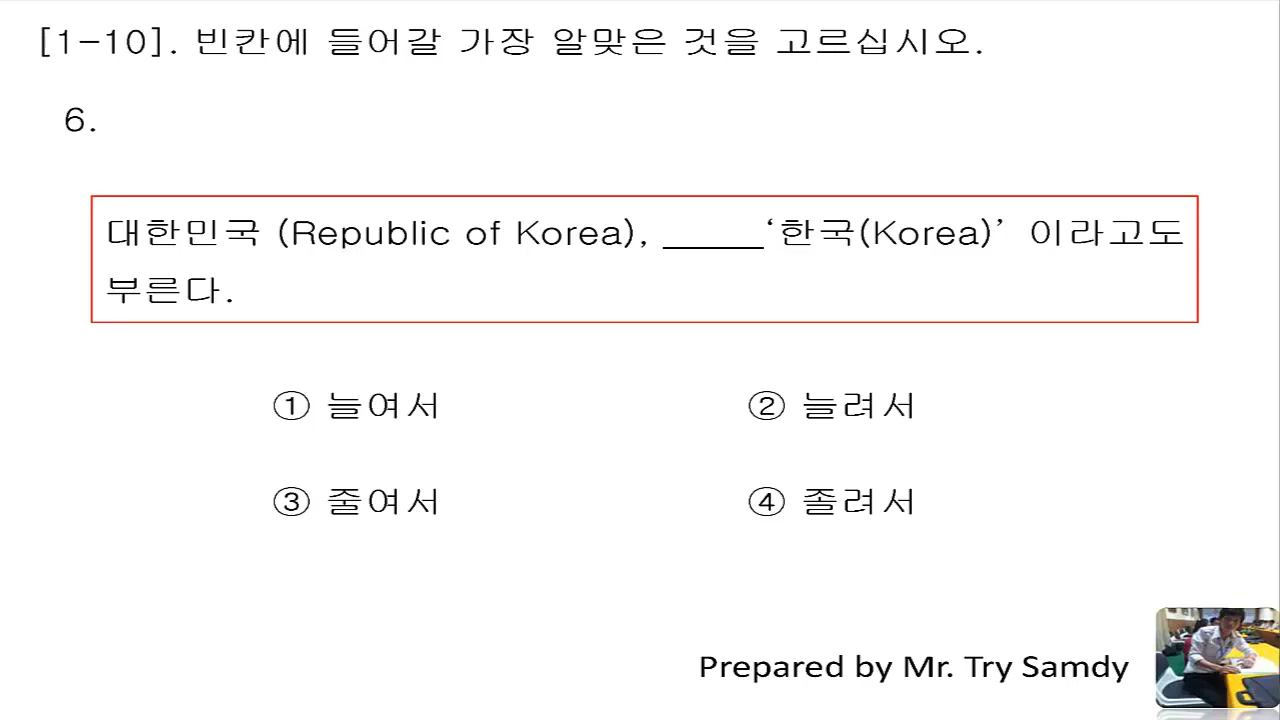 [1-10]. 빈칸에 들어갈 가장 알맞은 것을 고르십시오.
6.
대한민국 (Republic of Korea), _____‘한국(Korea)’ 이라고도
부른다.
① 늘여서 ② 늘려서
③ 줄여서 ④ 졸려서
Prepared by Mr. Try Samdy